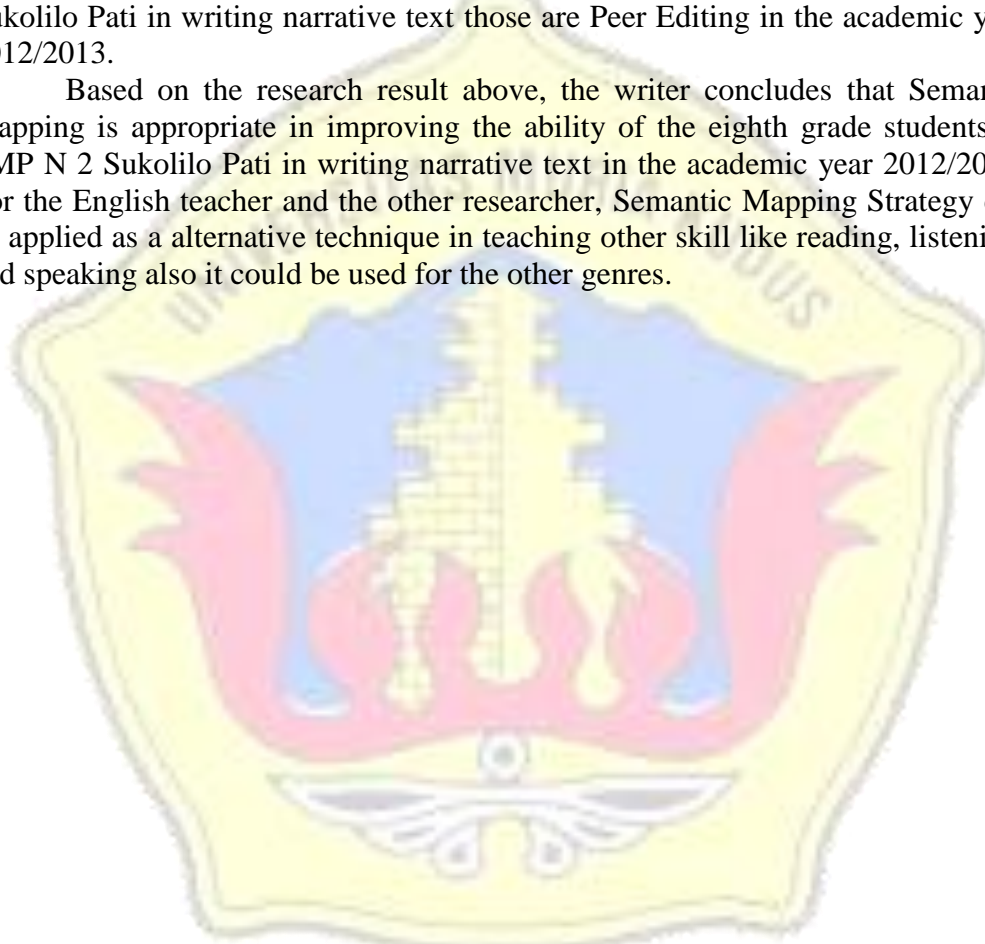 ukolilo Pati in writing narrative text those are Peer Editing in the academic y
012/2013.
Based on the research result above, the writer concludes that Seman
apping is appropriate in improving the ability of the eighth grade students
MP N 2 Sukolilo Pati in writing narrative text in the academic year 2012/20
or the English teacher and the other researcher, Semantic Mapping Strategy
applied as a alternative technique in teaching other skill like reading, listeni
d speaking also it could be used for the other genres.
UNIVERSITAS MURIA KUDUS